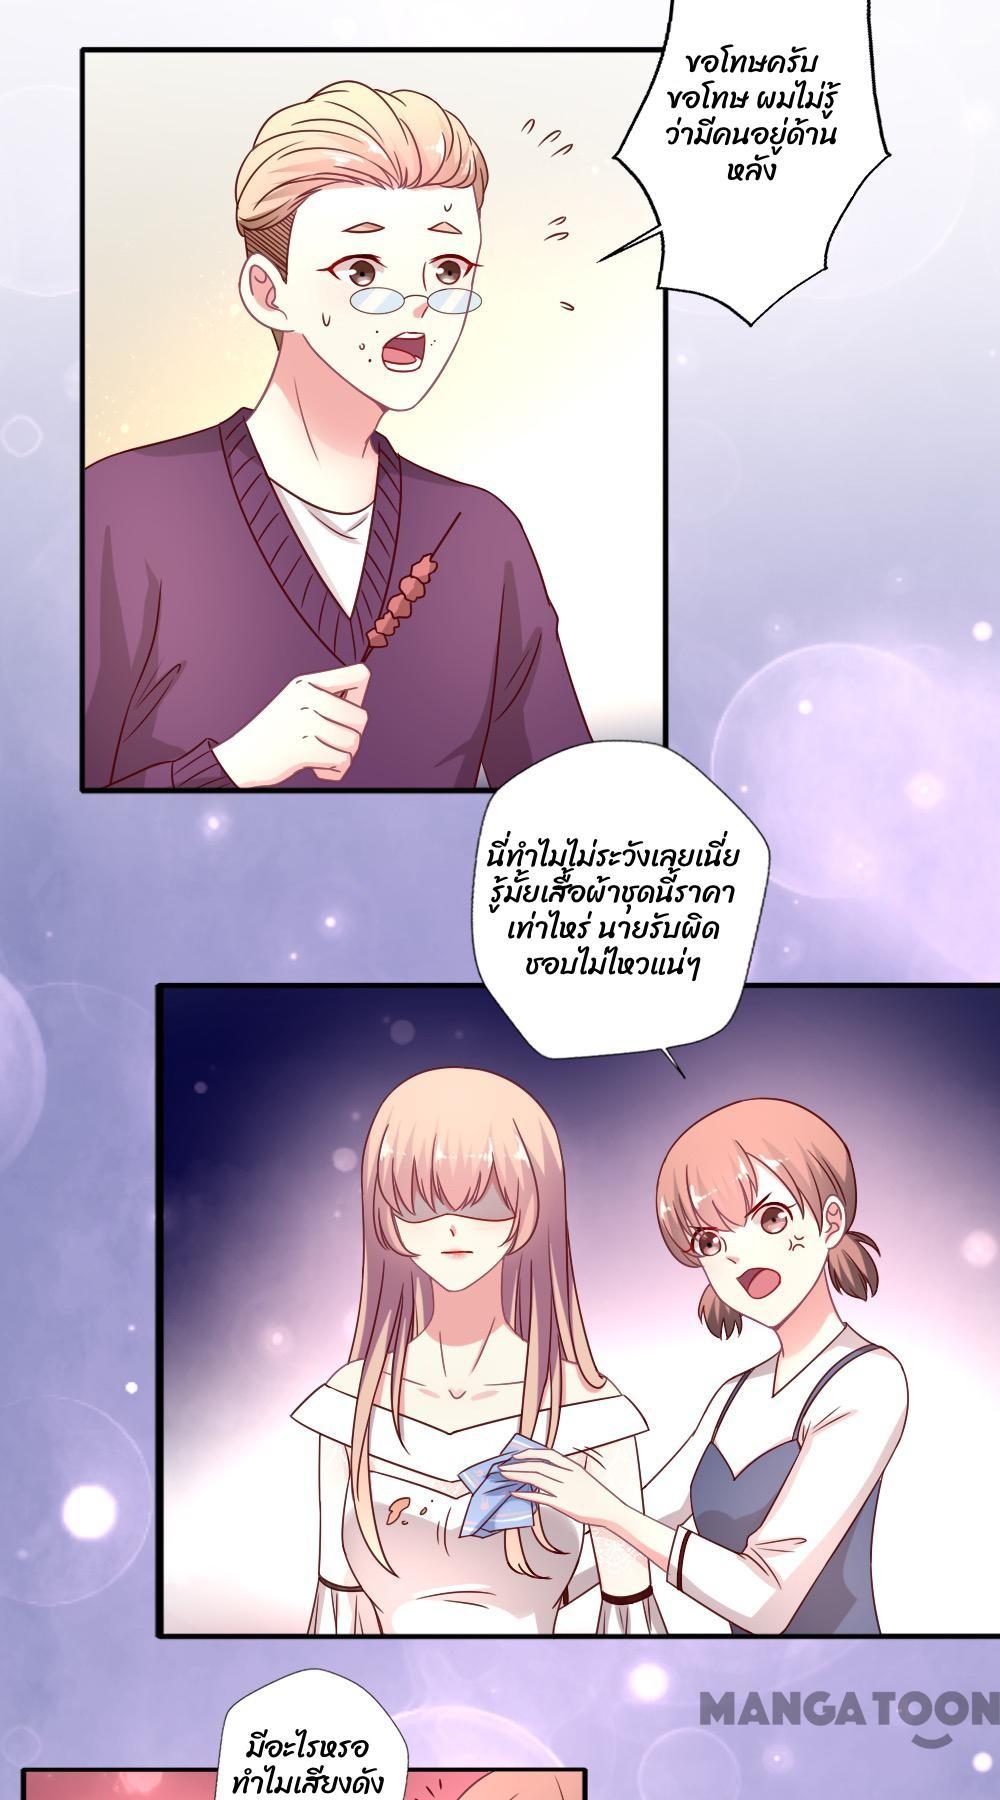 ขอโทษครับ
ขอโทษ ผมไม่รู้
ว่ามีคนอยู่ด้าน
หลัง
นี่ทำไมไม่ระวังเลยเนี่ย
รู้มั้ยเสื้อผ้าชุดนี้ราคา
เท่าไหร่ นายรับผิด
ชอบไม่ไหวแน่ๆ
MANGATOON
มีอะไรหรอ
ทำไมเสียงดัง